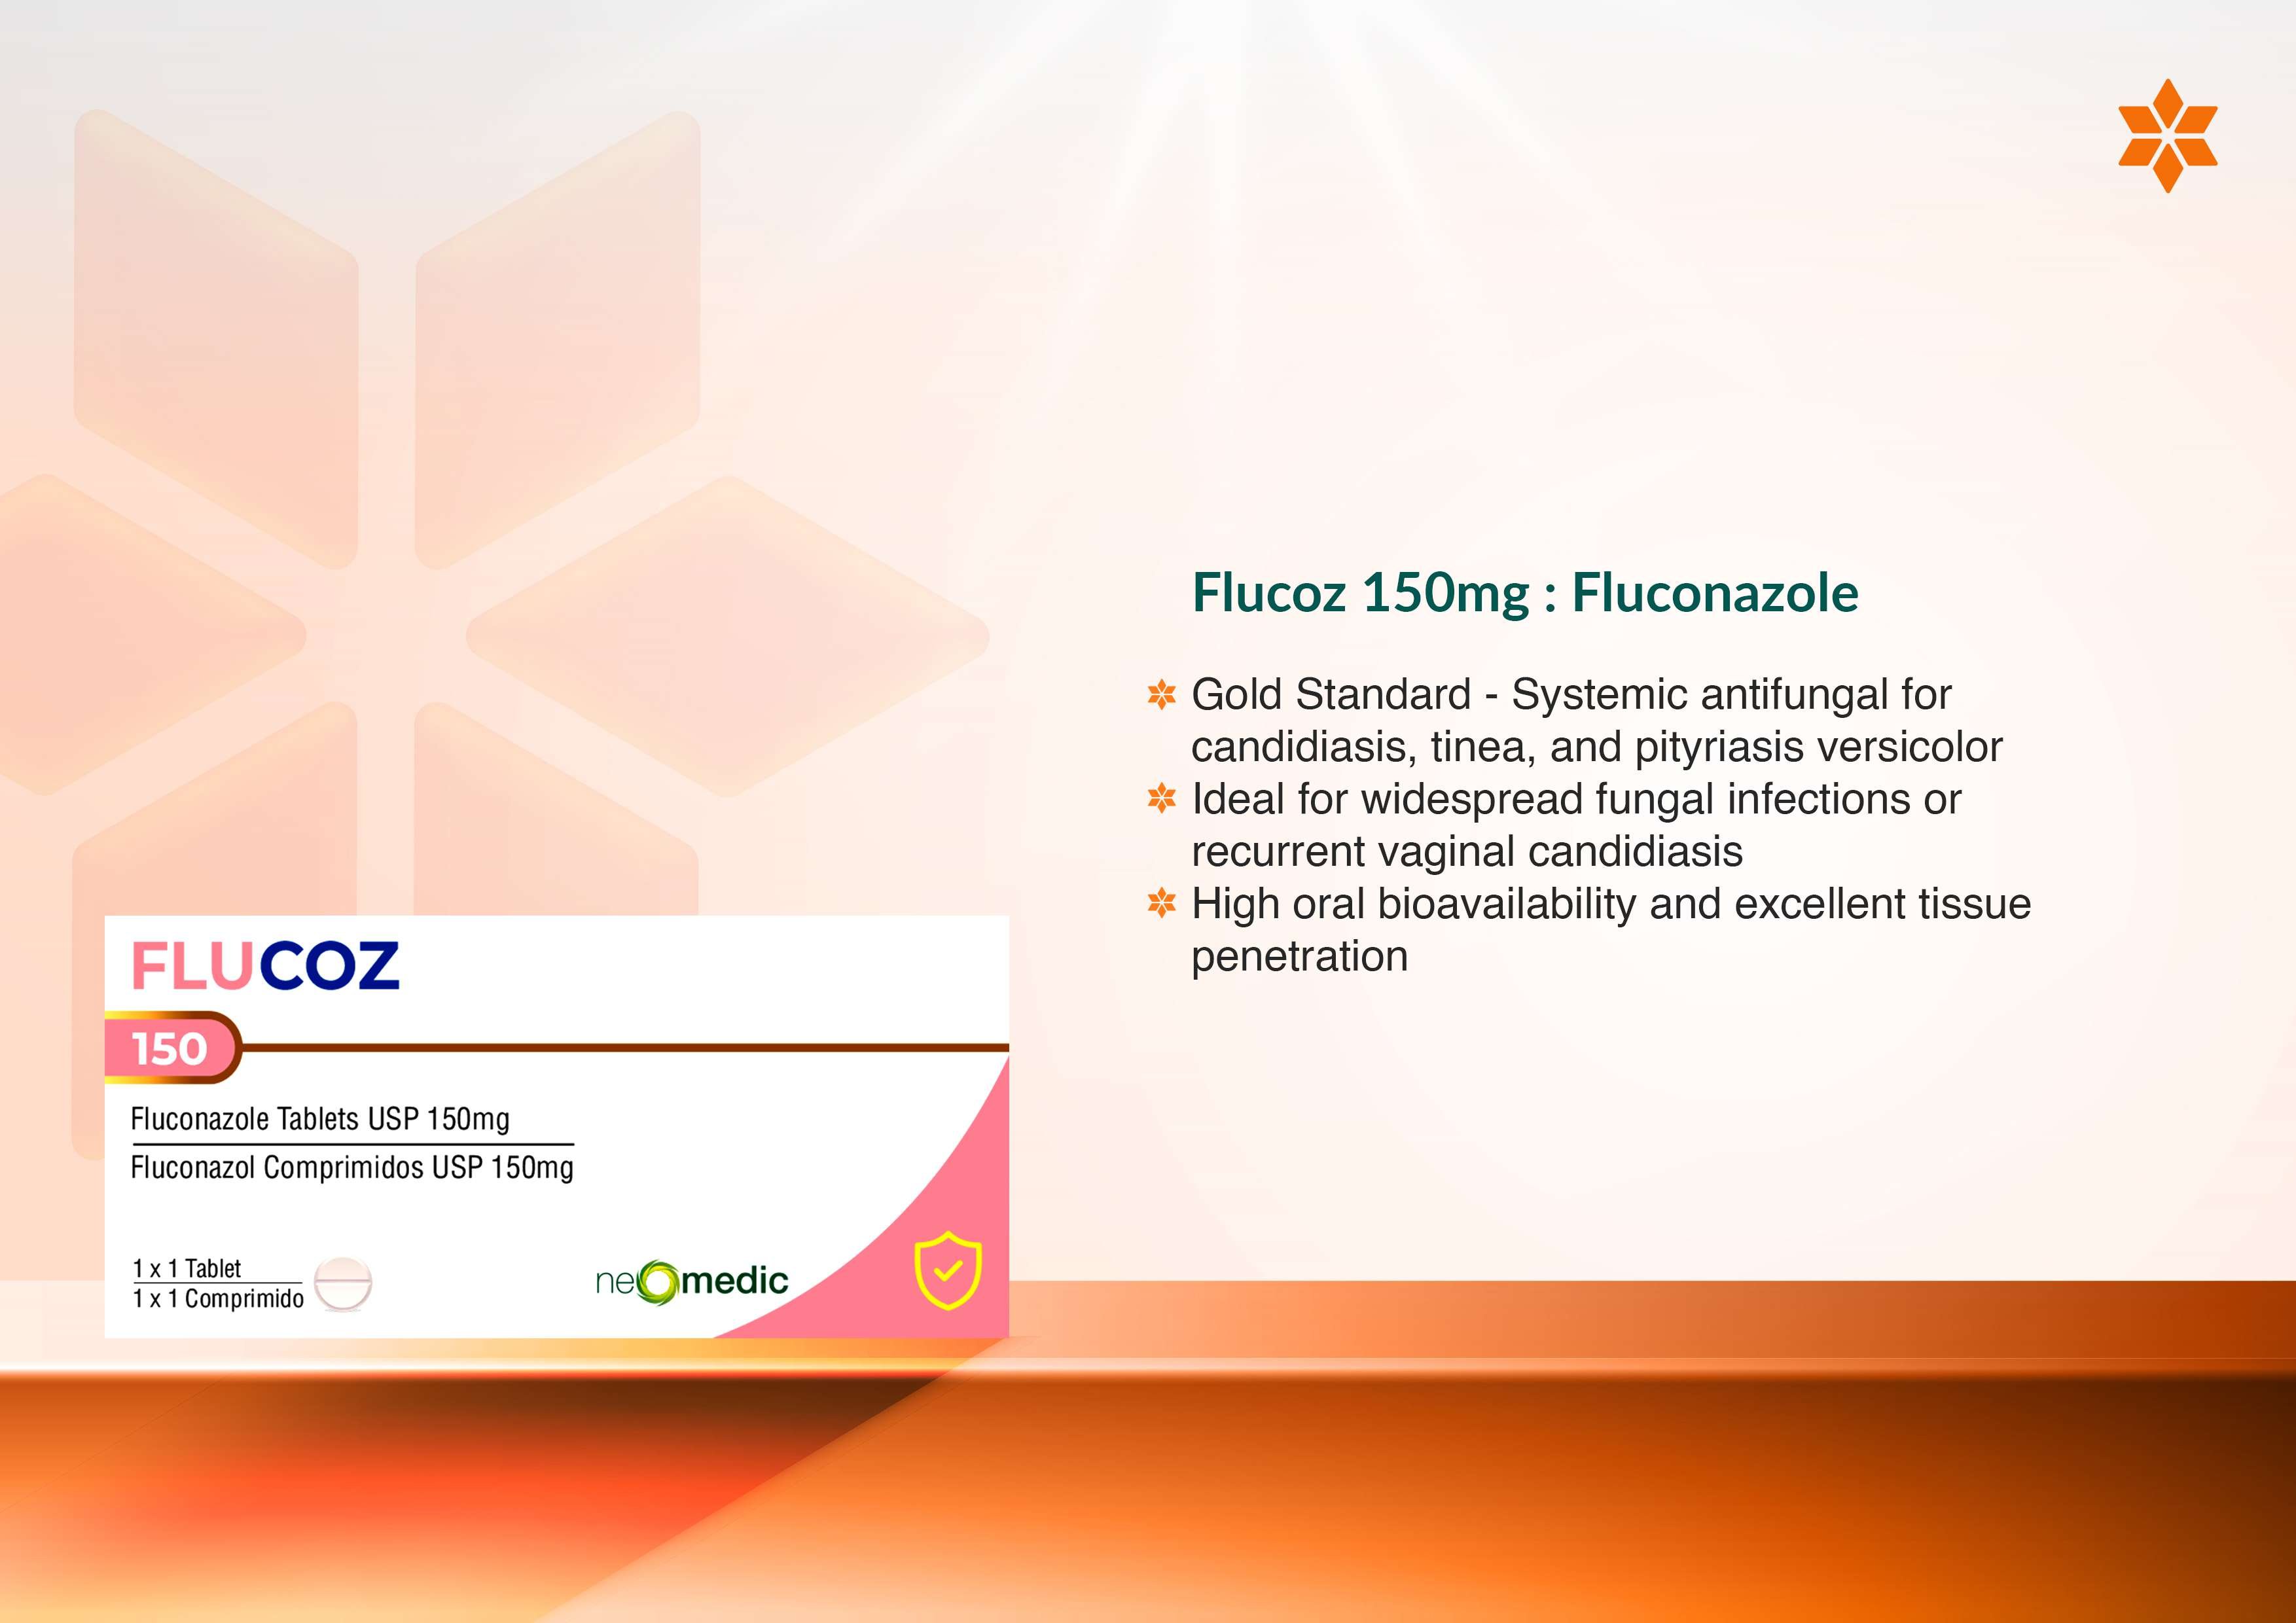 Flucoz 150mg : Fluconazole
Gold Standard - Systemic antifungal for
candidiasis, tinea, and pityriasis versicolor
Ideal for widespread fungal infections or
recurrent vaginal candidiasis
High oral bioavailability and excellent tissue
penetration
FLUCOZ
150
Fluconazole Tablets USP 150mg
Fluconazol Comprimidos USP 150mg
1 x 1 Tablet
1 x 1 Comprimido
neomedic